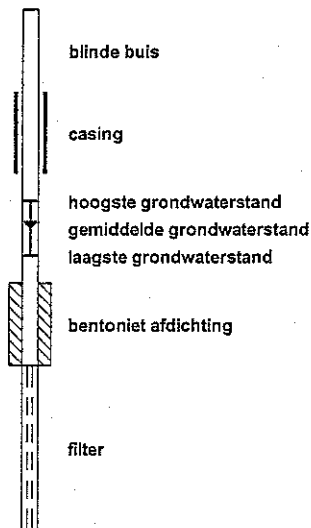 blinde buis
casing
hoogste grondwaterstand
gemiddelde grondwaterstand
laagste grondwaterstand
bentoniet afdichting
filter